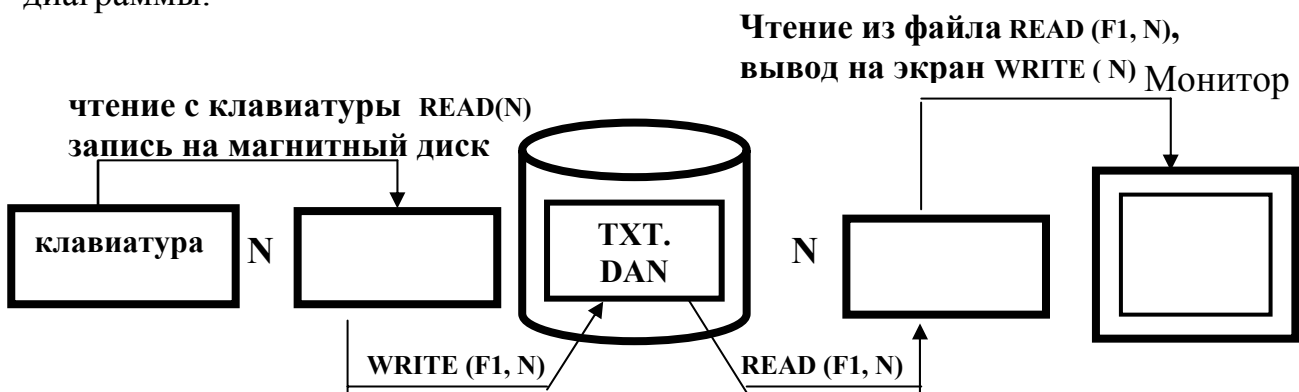 диаграммы:
Чтение из файла READ (F1, N),
вывод на экран WRITE ( N) Монитор
чтение с клавиатуры READ(N)
запись на магнитный диск
клавиатура N
TXT.
DAN
N
WRITE (F1, N)
READ (F1, N)